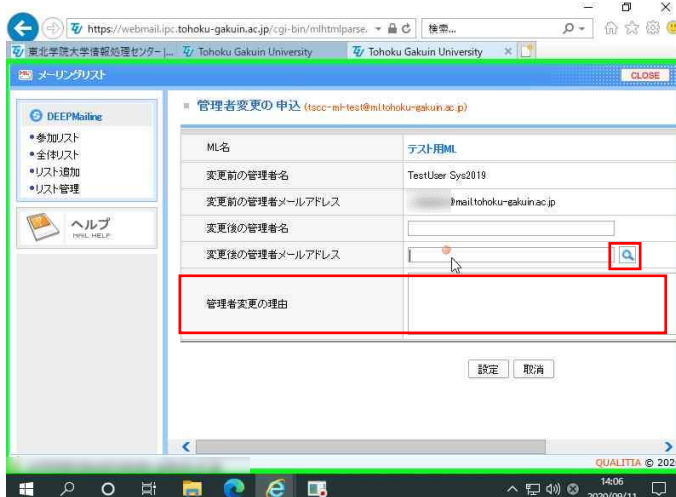 https://webmail.ipc.tohoku-gakuin.ac.jp/cgi-bin/mlhtmlparse. 検索...
東北学院大学情報処理センター |... Tohoku Gakuin University Tohoku Gakuin University
メーリングリスト CLOSE
DEEPMailing
•参加リスト
•全体リスト
•リスト追加
•リスト管理
ヘルプ
MAIL HELP
管理者変更の申込 (tscc-ml-test@ml.tohoku-gakuin.ac.jp)
ML名 テスト用ML
変更前の管理者名 TestUser Sys2019
変更前の管理者メールアドレス @mail.tohoku-gakuin.ac.jp
変更後の管理者名
変更後の管理者メールアドレス
管理者変更の理由
設定 取消
QUALITIA © 202
14:06
2020/09/11